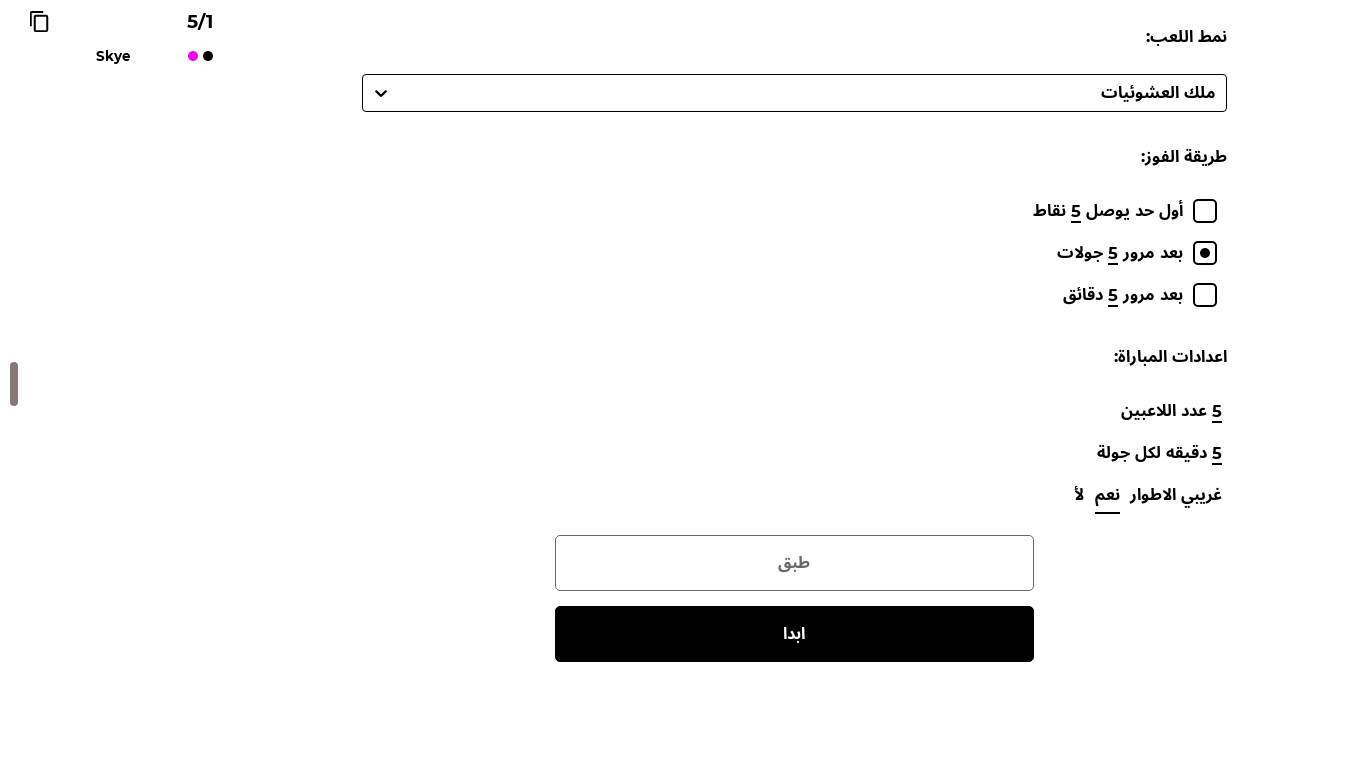 نمط اللعب:
ملك العشوئيات
طريقة الفوز:
أول حد يوصل 5 نقاط
بعد مرور 5 جولات
بعد مرور 5 دقائق
اعدادات المباراة:
5 عدد اللاعبين
5 دقيقه لكل جولة
غريبي الاطوار نعم لأ
طبق
ابدا
5/1
Skye